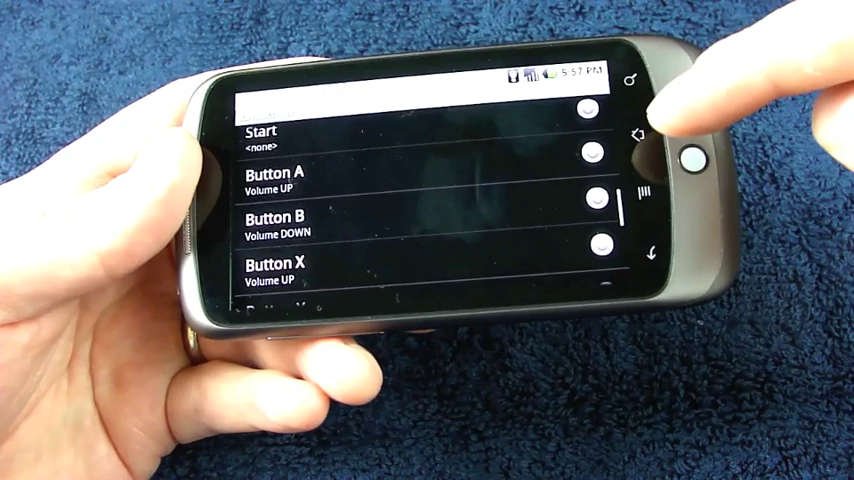 5:57 PM
Start
<none>
Button A
Volume UP
Button B
Volume DOWN
Button X
Volume UP